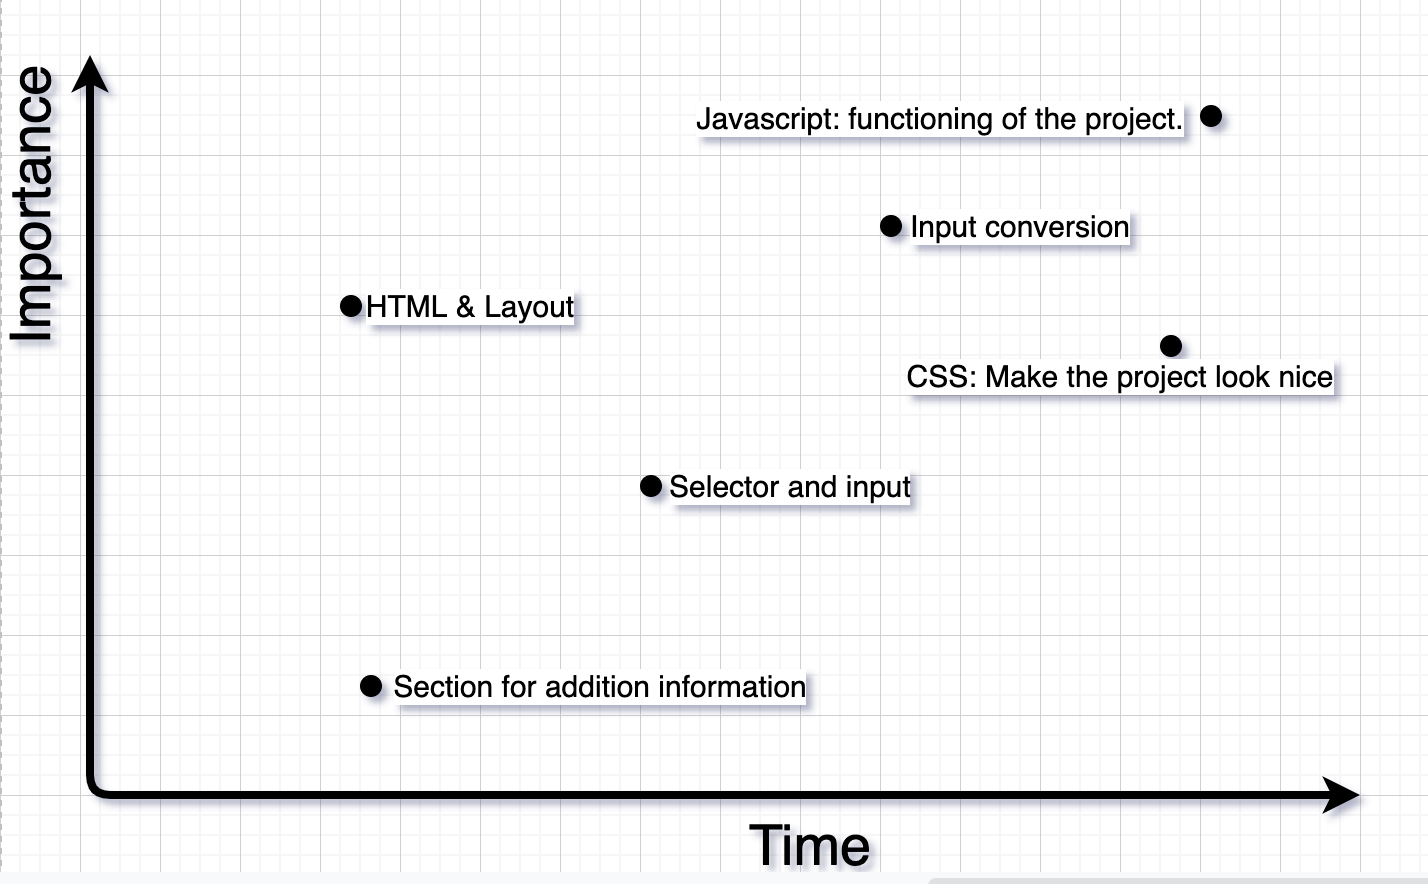 Importance
Javascript: functioning of the project.
Input conversion
HTML & Layout
CSS: Make the project look nice
Selector and input
Section for addition information
Time